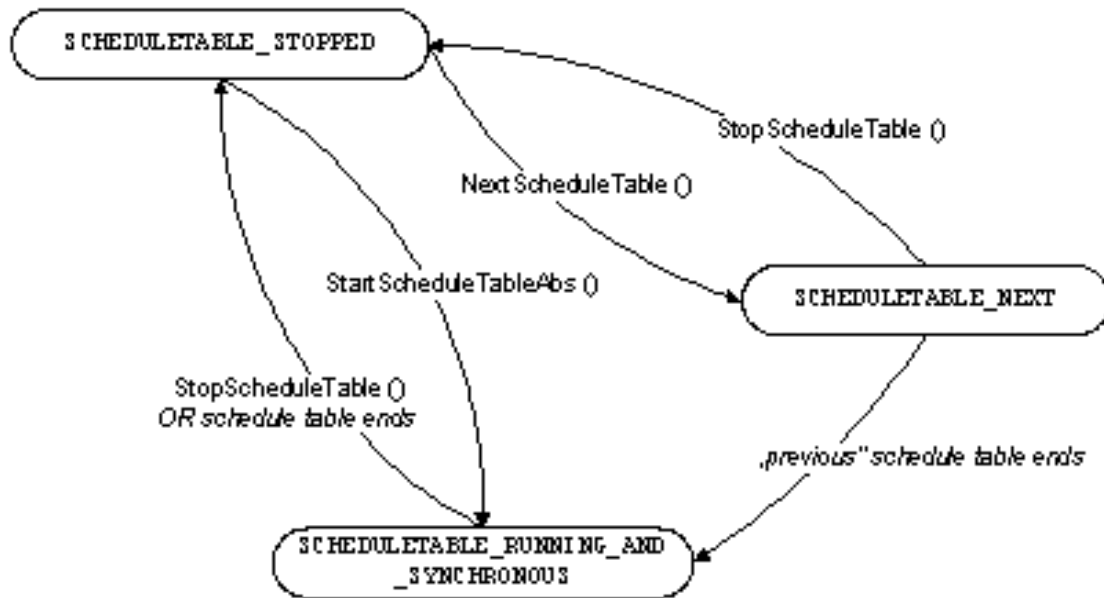 SCHEDULETABLE_STOPPED
StopScheduleTable ()
NextScheduleTable ()
StartScheduleTableAbs ()
SCHEDULETABLE_NEXT
StopScheduleTable ()
OR schedule table ends
„previous" schedule table ends
SCHEDULETABLE_RUNNING_AND
_SYNCHRONOUS